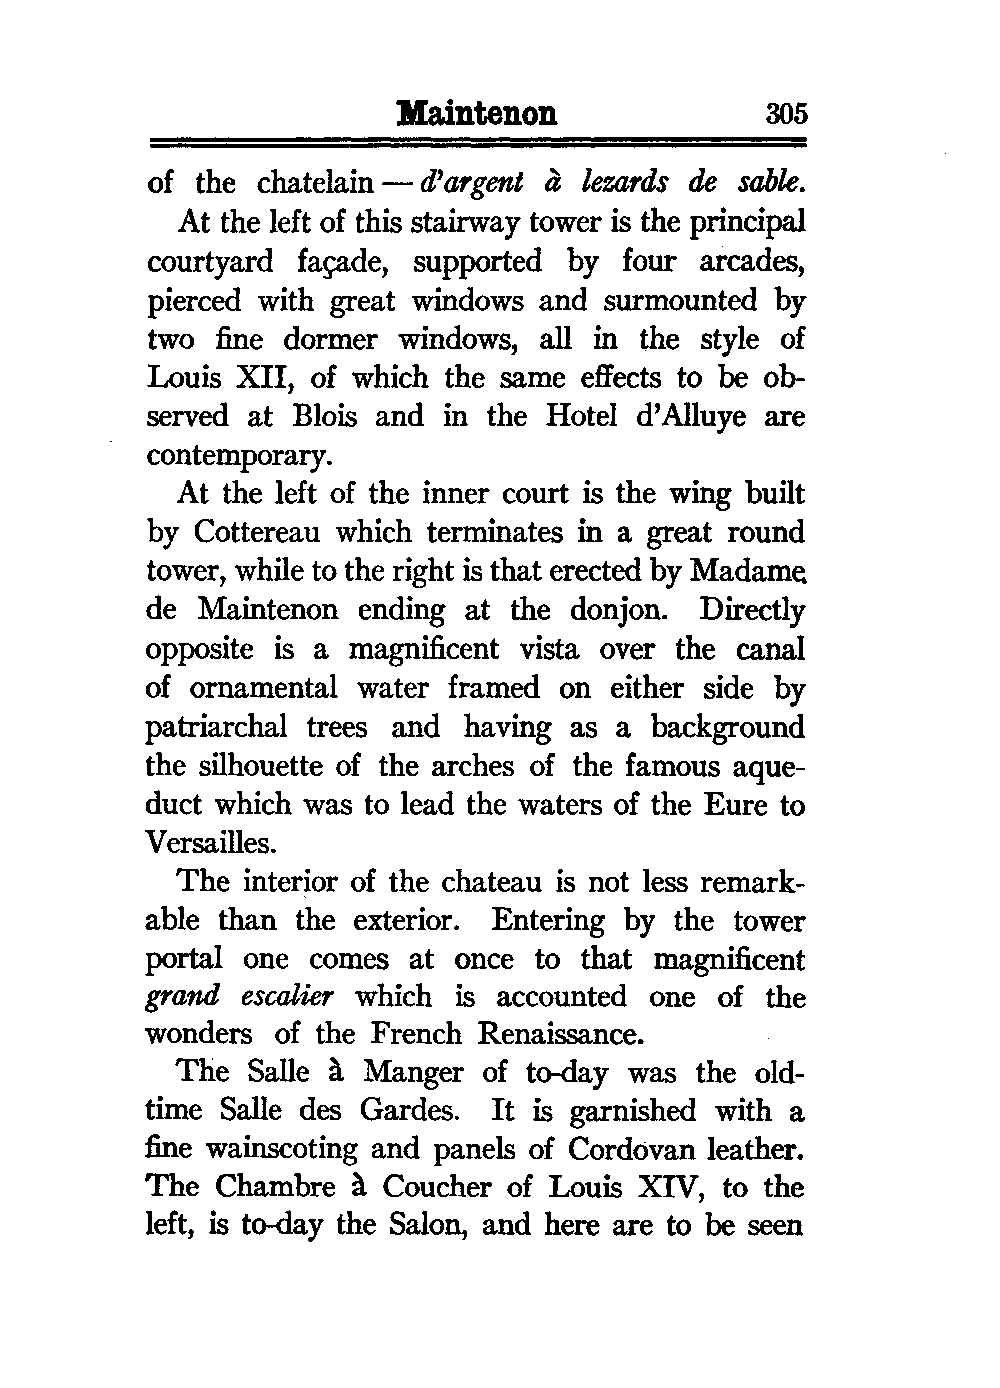 Maintenon 305
of the chatelain — d'argent à lezards de sable.
At the left of this stairway tower is the principal
courtyard façade, supported by four arcades,
pierced with great windows and surmounted by
two fine dormer windows, all in the style of
Louis XII, of which the same effects to be ob-
served at Blois and in the Hotel d'Alluye are
contemporary.
At the left of the inner court is the wing built
by Cottereau which terminates in a great round
tower, while to the right is that erected by Madame
de Maintenon ending at the donjon. Directly
opposite is a magnificent vista over the canal
of ornamental water framed on either side by
patriarchal trees and having as a background
the silhouette of the arches of the famous aque-
duct which was to lead the waters of the Eure to
Versailles.
The interior of the chateau is not less remark-
able than the exterior. Entering by the tower
portal one comes at once to that magnificent
grand escalier which is accounted one of the
wonders of the French Renaissance.
The Salle à Manger of to-day was the old-
time Salle des Gardes. It is garnished with a
fine wainscoting and panels of Cordovan leather.
The Chambre à Coucher of Louis XIV, to the
left, is to-day the Salon, and here are to be seen